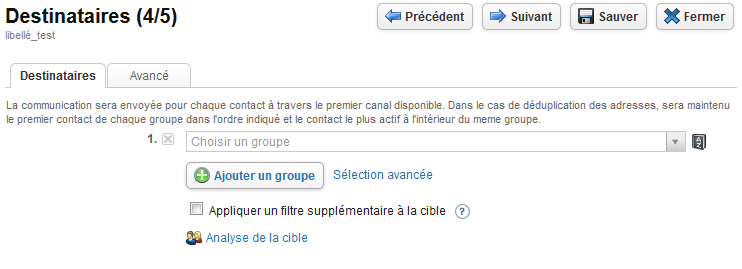 Destinataires (4/5)
Précédent
Suivant
Sauver
Fermer
libellé_test
Destinataires
Avancé
La communication sera envoyée pour chaque contact à travers le premier canal disponible. Dans le cas de déduplication des adresses, sera maintenu
le premier contact de chaque groupe dans l'ordre indiqué et le contact le plus actif à l'intérieur du meme groupe.
1. Choisir un groupe
Ajouter un groupe
Sélection avancée
Appliquer un filtre supplémentaire à la cible ?
Analyse de la cible